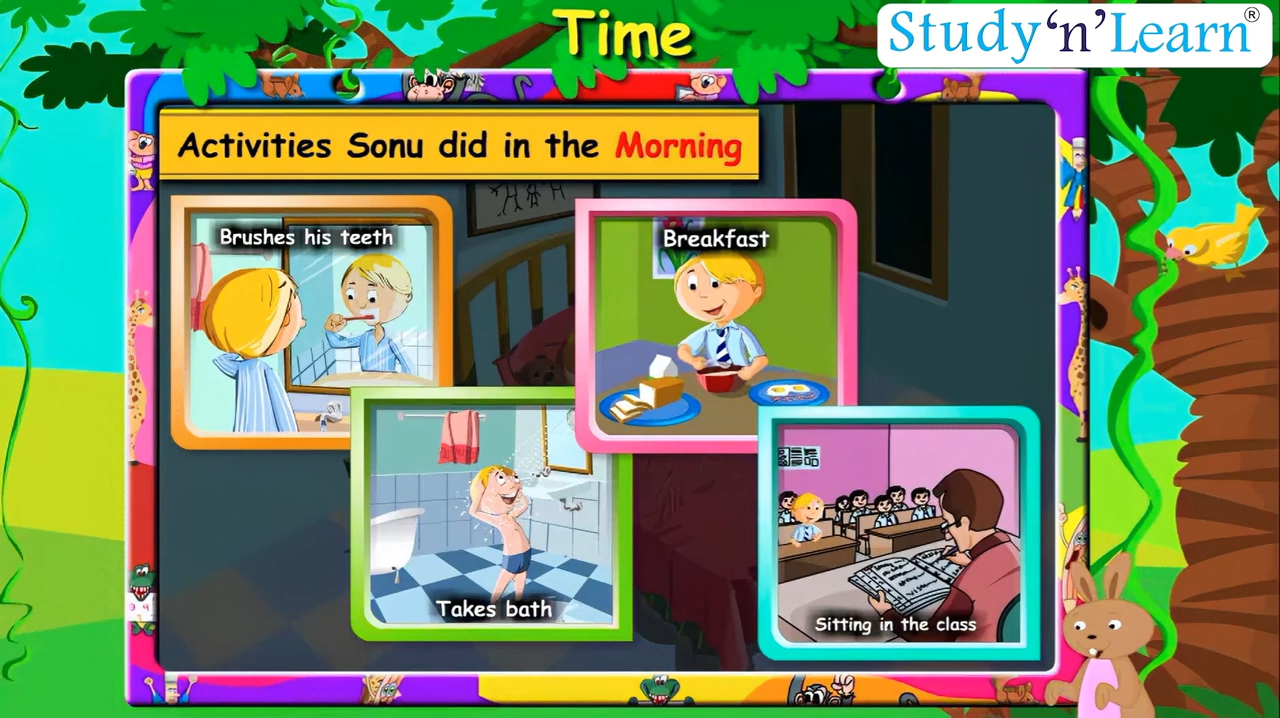 Time
Study‘n’Learn®
Activities Sonu did in the Morning
Brushes his teeth
Breakfast
Takes bath
Sitting in the class